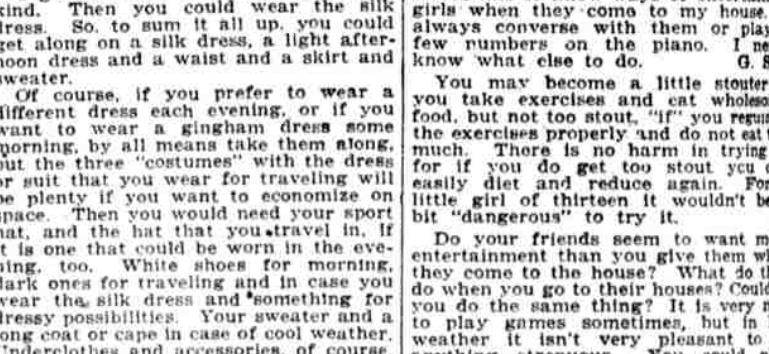 kind. Then you could wear the silk
dress. So, to sum it all up, you could
get along on a silk dress, a light after-
noon dress and a waist and a skirt and
sweater.
Of course, if you prefer to wear a
different dress each evening, or if you
want to wear a gingham dress some
morning, by all means take them along,
but the three "costumes" with the dress
or suit that you wear for traveling will
be plenty if you want to economize on
space. Then you would need your sport
hat, and the hat that you travel in, if
it is one that could be worn in the eve-
ning, too. White shoes for morning,
dark ones for traveling and in case you
wear the silk dress and something for
dressy possibilities. Your sweater and a
long coat or cape in case of cool weather.
Underclothes and accessories, of course,
girls when they come to my house.
always converse with them or play
few numbers on the piano. I
know what else to do. G.
You may become a little stouter
you take exercises and eat
food, but not too stout, "if" you
the exercises properly and do not eat
much. There is no harm in trying
for if you do get too stout you
easily diet and reduce again. For
little girl of thirteen it wouldn't
bit "dangerous" to try it.
Do your friends seem to want
entertainment than you give them
they come to the house? What do
do when you go to their houses? Could
you do the same thing? It is very
to play games sometimes, but in
weather it isn't very pleasant to